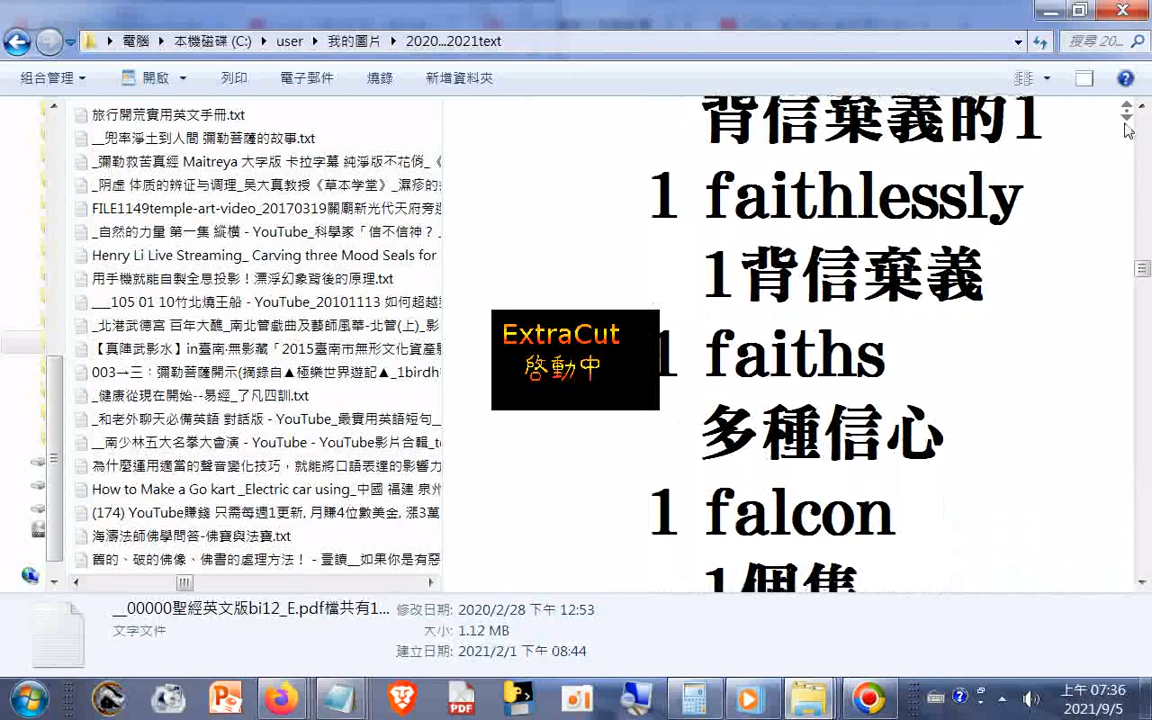 電腦 本機磁碟 (C:) user 我的圖片 2020...2021text 搜尋 20...
組合管理 開啟 列印 電子郵件 燒錄 新增資料夾
旅行開荒實用英文手冊.txt
__兜率淨土到人間 彌勒菩薩的故事.txt
_彌勒救苦真經 Maitreya 大字版 卡拉字幕 純淨版不花俏_《
_阴虚 体质的辨证与调理_吴大真教授《草本学堂》_濕疹的
FILE1149temple-art-video_20170319關廟新光代天府旁
_自然的力量 第一集 縱橫 - YouTube_科學家「信不信神？
Henry Li Live Streaming_ Carving three Mood Seals for
用手機就能自製全息投影！漂浮幻象背後的原理.txt
___105 01 10竹北燒王船 - YouTube_20101113 如何超越
_北港武德宮 百年大醮_南北管戲曲及藝師風華-北管(上)_影
【真陣武影水】in臺南·無影藏「2015臺南市無形文化資產
003→三：彌勒菩薩開示(摘錄自▲極樂世界遊記▲_1birdh
_健康從現在開始--易經_了凡四訓.txt
_和老外聊天必備英語 對話版 - YouTube_最實用英語短句__
__南少林五大名拳大會演 - YouTube - YouTube影片合輯_t
為什麼運用適當的聲音變化技巧，就能將口語表達的影響力
How to Make a Go kart _Electric car using_中國 福建 泉州
(174) YouTube賺錢 只需每週1更新, 月賺4位數美金, 漲3萬
海濤法師佛學問答-佛寶與法寶.txt
舊的、破的佛像、佛書的處理方法！ - 壹讀__如果你是有惡
背信棄義的1
1 faithlessly
1背信棄義
1 faiths
多種信心
1 falcon
1個隼
ExtraCut
啓動中
__00000聖經英文版bi12_E.pdf檔共有1... 修改日期: 2020/2/28 下午 12:53
文字文件 大小: 1.12 MB
建立日期: 2021/2/1 下午 08:44
PDF
上午 07:36
2021/9/5